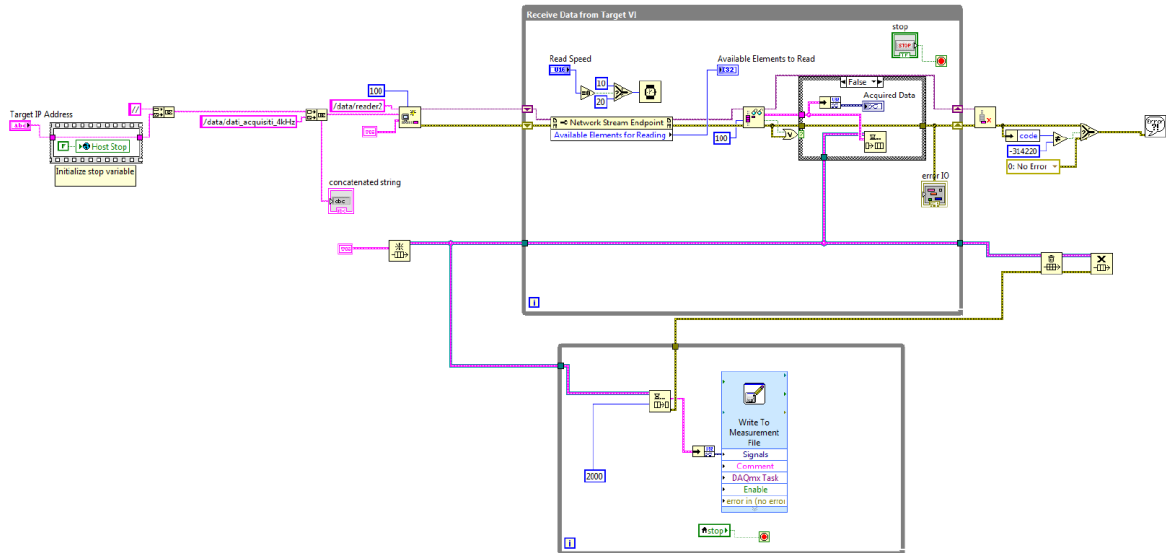 Receive Data from Target VI
stop
STOP
Read Speed
U16
10
20
Available Elements to Read
I32
100
/data/reader2
False
Acquired Data
Target IP Address
abc
//
/data/dati_acquisiti_4kHz
Network Stream Endpoint
Available Elements for Reading
100
Host Stop
Initialize stop variable
code
-314220
0: No Error
concatenated string
abc
error IO
i
Write To
Measurement
File
Signals
Comment
DAQmx Task
Enable
error in (no error
2000
stop
i